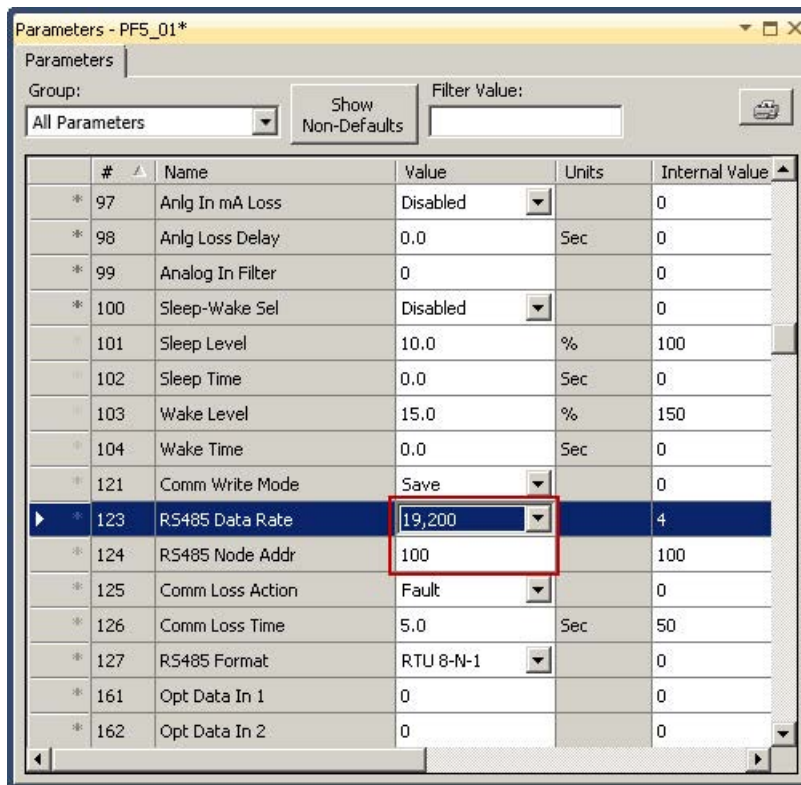 Parameters - PF5_01*
Parameters
Group:
Filter Value:
All Parameters
Show
Non-Defaults
# Name Value Units Internal Value
* 97 Anlg In mA Loss Disabled 0
* 98 Anlg Loss Delay 0.0 Sec 0
* 99 Analog In Filter 0 0
* 100 Sleep-Wake Sel Disabled 0
* 101 Sleep Level 10.0 % 100
* 102 Sleep Time 0.0 Sec 0
* 103 Wake Level 15.0 % 150
* 104 Wake Time 0.0 Sec 0
* 121 Comm Write Mode Save 0
* 123 RS485 Data Rate 19,200 4
* 124 RS485 Node Addr 100 100
* 125 Comm Loss Action Fault 0
* 126 Comm Loss Time 5.0 Sec 50
* 127 RS485 Format RTU 8-N-1 0
* 161 Opt Data In 1 0 0
* 162 Opt Data In 2 0 0